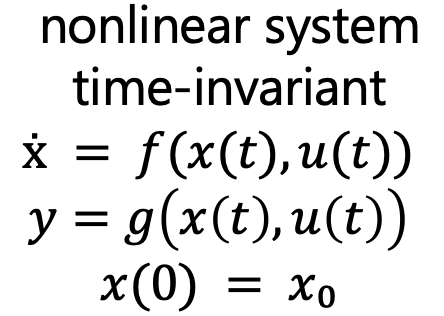 nonlinear system
time-invariant
ẋ = f(x(t), u(t))
y = g(x(t), u(t))
x(0) = x₀